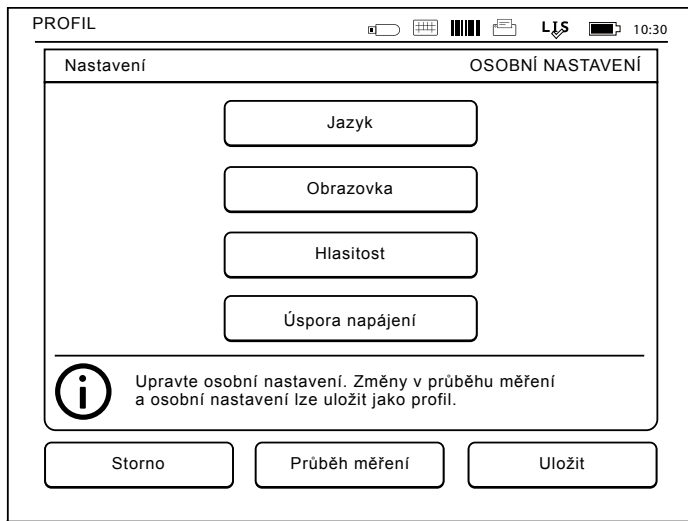 PROFIL
LIS
10:30
Nastavení
OSOBNÍ NASTAVENÍ
Jazyk
Obrazovka
Hlasitost
Úspora napájení
Upravte osobní nastavení. Změny v průběhu měření
a osobní nastavení lze uložit jako profil.
Storno
Průběh měření
Uložit